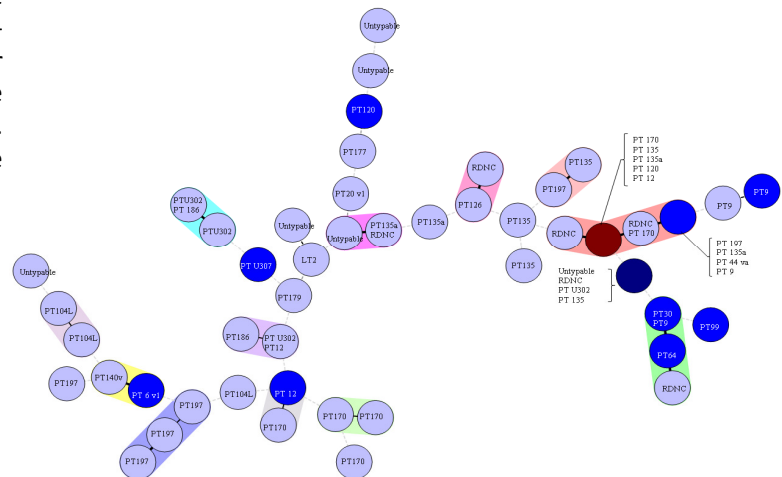 Untypable
Untypable
PT120
PT177
PT20 v1
RDNC
PT126
PT135
PT197
PT 170
PT 135
PT 135a
PT 120
PT 12
PTU302
PT 186
PTU302
Untypable
Untypable
PT135a
RDNC
PT135a
PT135
RDNC
RDNC
PT 170
PT9
PT9
PT U307
LT2
PT135
PT 197
PT 135a
PT 44 va
PT 9
Untypable
RDNC
PT U302
PT 135
Untypable
PT179
PT104L
PT104L
PT186
PT U302
PT12
PT30
PT9
PT99
PT64
PT197
PT140v
PT 6 v1
PT104L
PT 12
RDNC
PT197
PT197
PT197
PT170
PT170
PT170
PT170